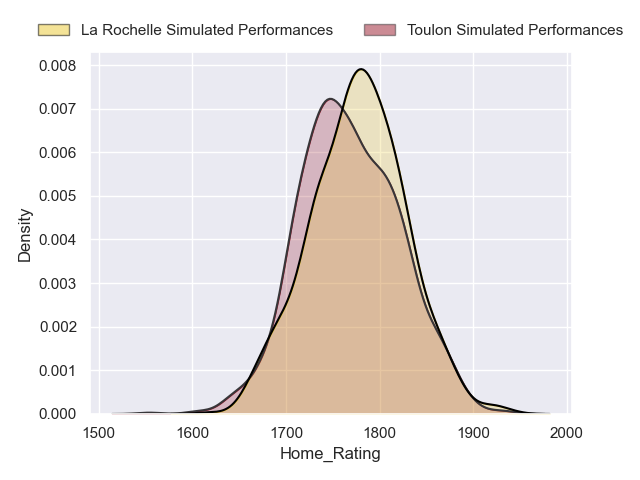 La Rochelle Simulated Performances Toulon Simulated Performances
0.008
0.007
0.006
0.005
0.004
0.003
0.002
0.001
0.000
Density
1500 1600 1700 1800 1900 2000
Home_Rating